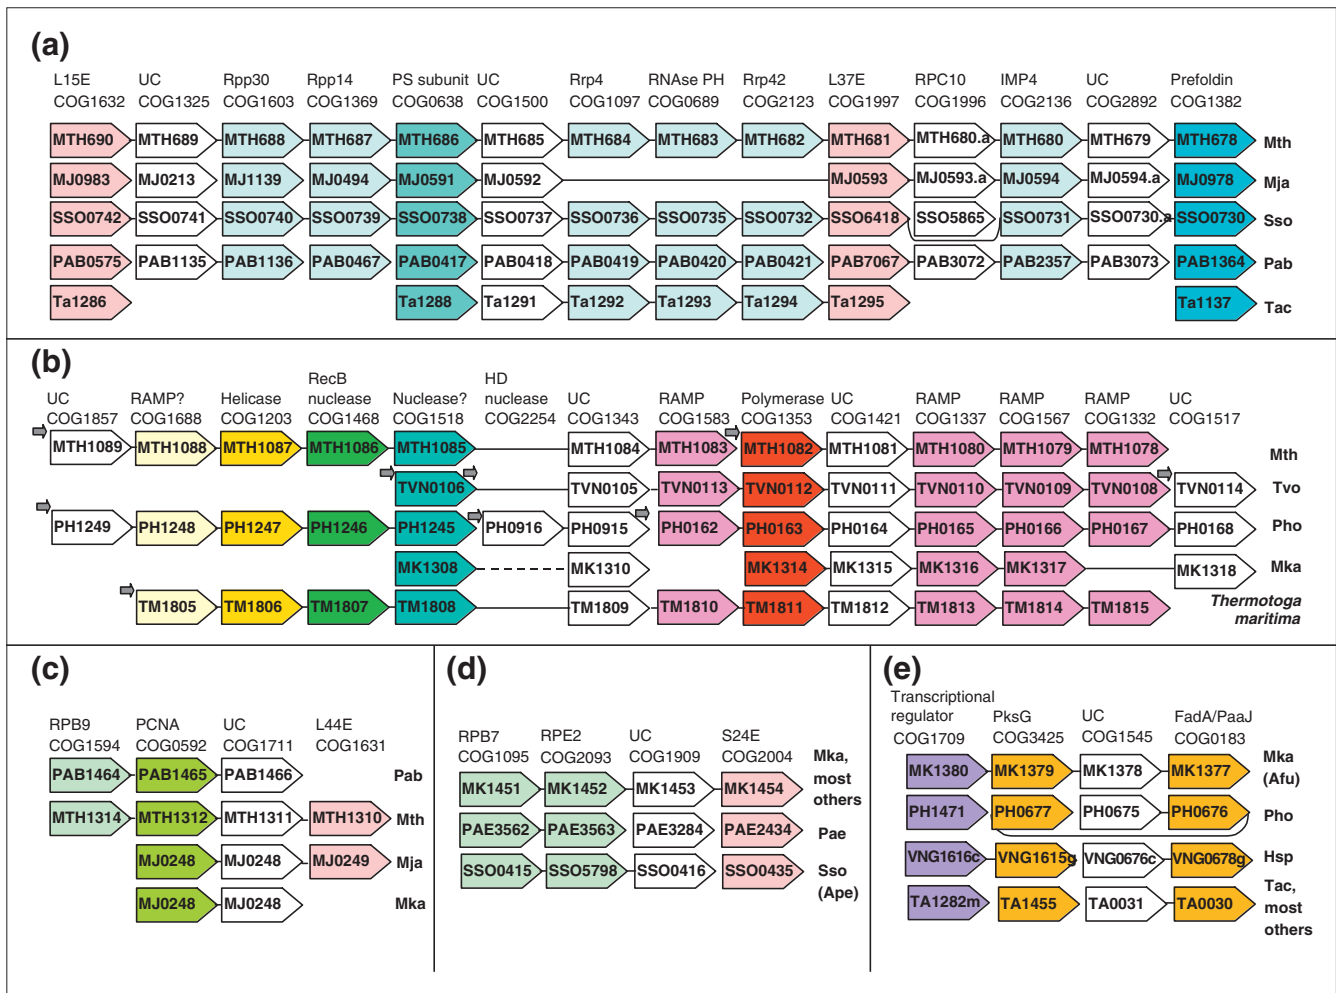 (a)
L15E UC Rpp30 Rpp14 PS subunit UC Rrp4 RNAse PH Rrp42 L37E RPC10 IMP4 UC Prefoldin
COG1632 COG1325 COG1603 COG1369 COG0638 COG1500 COG1097 COG0689 COG2123 COG1997 COG1996 COG2136 COG2892 COG1382
MTH690 MTH689 MTH688 MTH687 MTH686 MTH685 MTH684 MTH683 MTH682 MTH681 MTH680.a MTH680 MTH679 MTH678 Mth
MJ0983 MJ0213 MJ1139 MJ0494 MJ0591 MJ0592 MJ0593 MJ0593.a MJ0594 MJ0594.a MJ0978 Mja
SSO0742 SSO0741 SSO0740 SSO0739 SSO0738 SSO0737 SSO0736 SSO0735 SSO0732 SSO6418 SSO5865 SSO0731 SSO0730.a SSO0730 Sso
PAB0575 PAB1135 PAB1136 PAB0467 PAB0417 PAB0418 PAB0419 PAB0420 PAB0421 PAB7067 PAB3072 PAB2357 PAB3073 PAB1364 Pab
Ta1286 Ta1288 Ta1291 Ta1292 Ta1293 Ta1294 Ta1295 Ta1137 Tac
(b)
RecB HD
UC RAMP? Helicase nuclease Nuclease? nuclease UC RAMP Polymerase UC RAMP RAMP RAMP UC
COG1857 COG1688 COG1203 COG1468 COG1518 COG2254 COG1343 COG1583 COG1353 COG1421 COG1337 COG1567 COG1332 COG1517
MTH1089 MTH1088 MTH1087 MTH1086 MTH1085 MTH1084 MTH1083 MTH1082 MTH1081 MTH1080 MTH1079 MTH1078 Mth
TVN0106 TVN0105 TVN0113 TVN0112 TVN0111 TVN0110 TVN0109 TVN0108 TVN0114 Tvo
PH1249 PH1248 PH1247 PH1246 PH1245 PH0916 PH0915 PH0162 PH0163 PH0164 PH0165 PH0166 PH0167 PH0168 Pho
MK1308 MK1310 MK1314 MK1315 MK1316 MK1317 MK1318 Mka
TM1805 TM1806 TM1807 TM1808 TM1809 TM1810 TM1811 TM1812 TM1813 TM1814 TM1815 Thermotoga
maritima
(c)
RPB9 PCNA UC L44E
COG1594 COG0592 COG1711 COG1631
PAB1464 PAB1465 PAB1466 Pab
MTH1314 MTH1312 MTH1311 MTH1310 Mth
MJ0248 MJ0248 MJ0249 Mja
MJ0248 MJ0248 Mka
(d)
RPB7 RPE2 UC S24E Mka,
COG1095 COG2093 COG1909 COG2004 most
MK1451 MK1452 MK1453 MK1454 others
PAE3562 PAE3563 PAE3284 PAE2434 Pae
SSO0415 SSO5798 SSO0416 SSO0435 Sso
(Ape)
(e)
Transcriptional
regulator PksG UC FadA/PaaJ
COG1709 COG3425 COG1545 COG0183
MK1380 MK1379 MK1378 MK1377 Mka
(Afu)
PH1471 PH0677 PH0675 PH0676 Pho
VNG1616c VNG1615g VNG0676c VNG0678g Hsp
TA1282m TA1455 TA0031 TA0030 Tac,
most
others